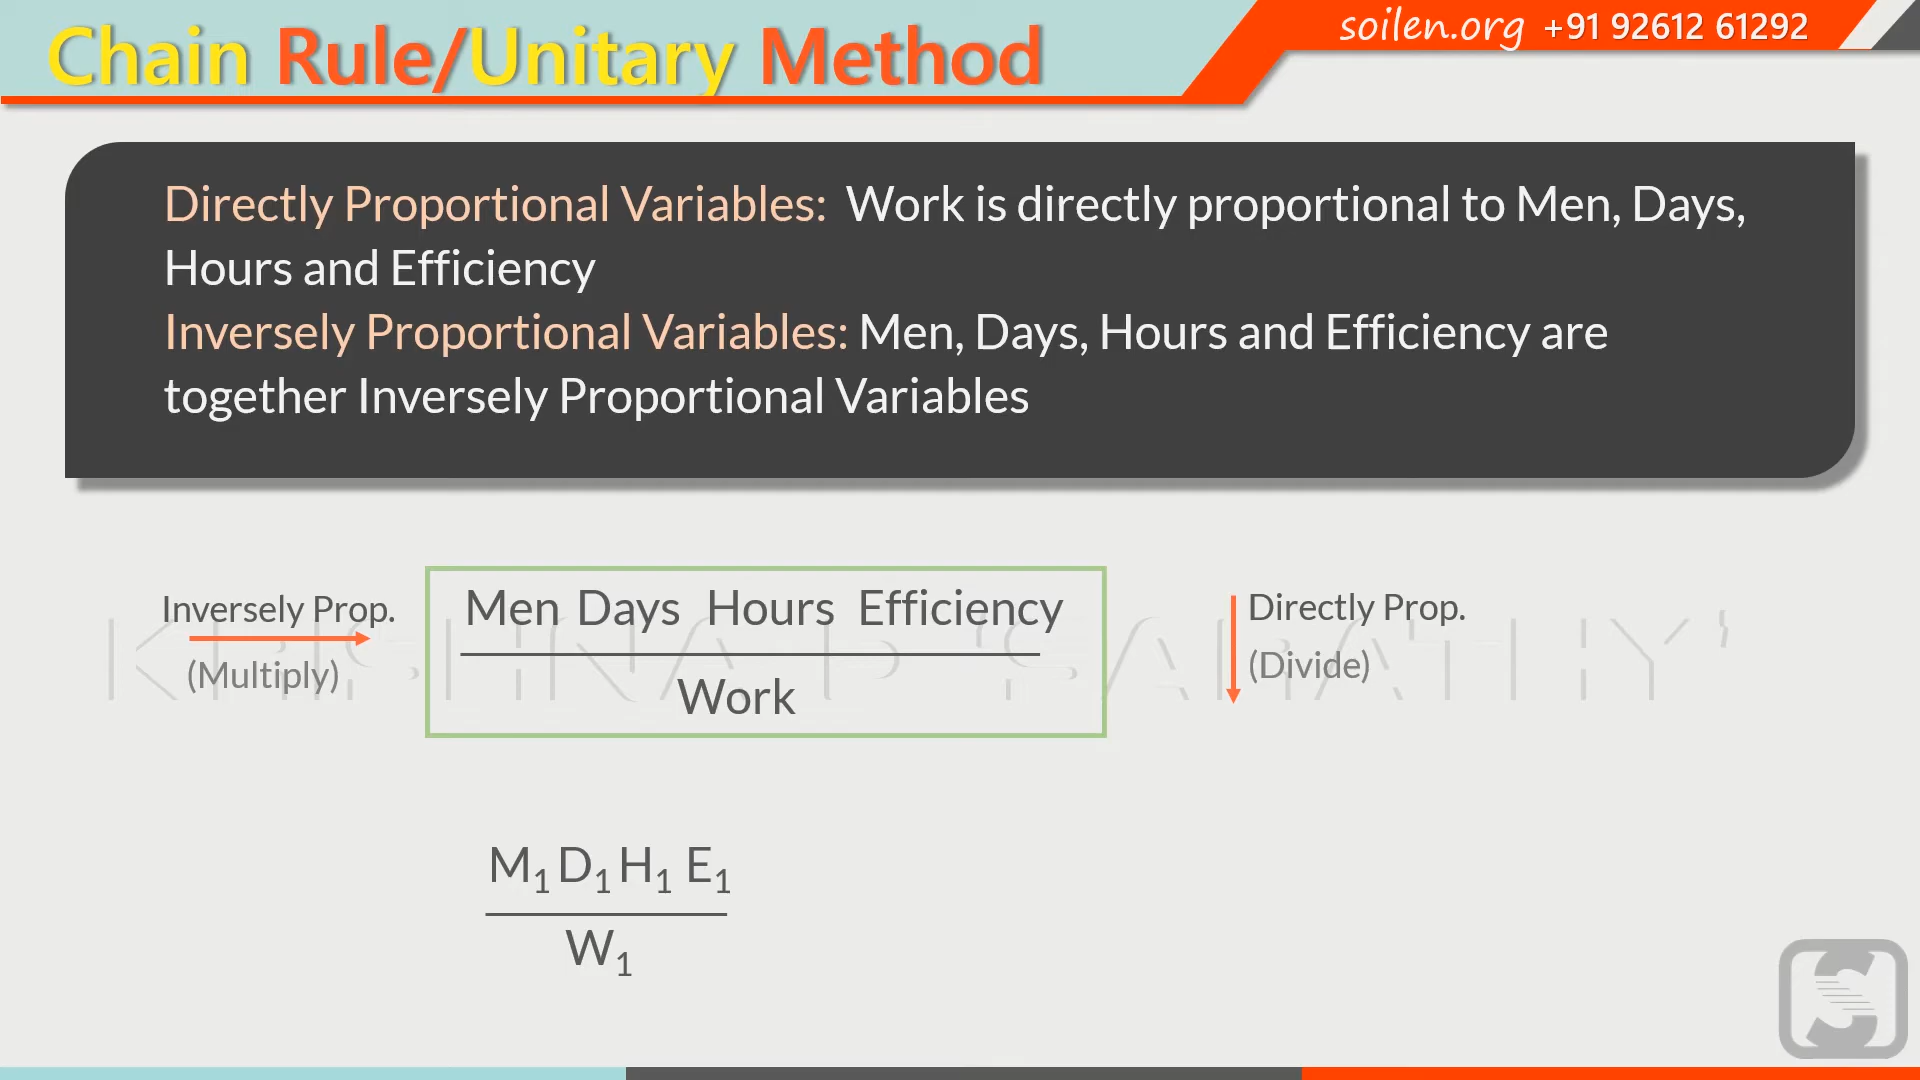 Chain Rule/Unitary Method
soilen.org +91 92612 61292
Directly Proportional Variables: Work is directly proportional to Men, Days,
Hours and Efficiency
Inversely Proportional Variables: Men, Days, Hours and Efficiency are
together Inversely Proportional Variables
Inversely Prop.
(Multiply)
Men Days Hours Efficiency
Work
Directly Prop.
(Divide)
KRISHNA P SARATHY'
M₁ D₁ H₁ E₁
W₁